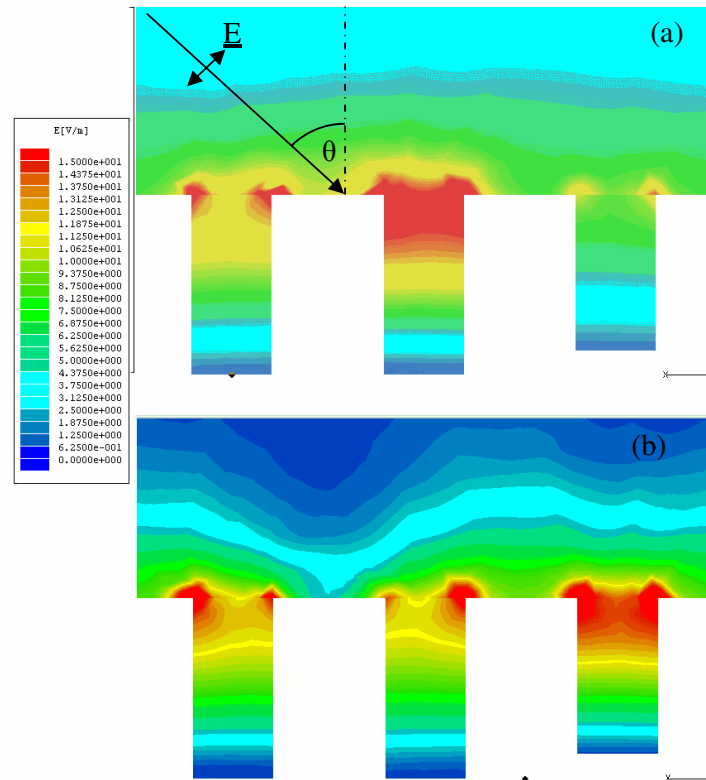 (a)
E
θ
E[V/m]
1.5000e+001
1.4375e+001
1.3750e+001
1.3125e+001
1.2500e+001
1.1875e+001
1.1250e+001
1.0625e+001
1.0000e+001
9.3750e+000
8.7500e+000
8.1250e+000
7.5000e+000
6.8750e+000
6.2500e+000
5.6250e+000
5.0000e+000
4.3750e+000
3.7500e+000
3.1250e+000
2.5000e+000
1.8750e+000
1.2500e+000
6.2500e-001
0.0000e+000
X
(b)
X